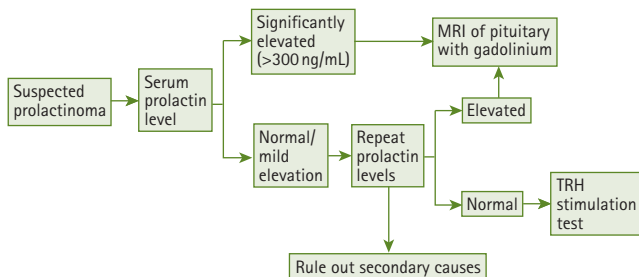 Suspected
prolactinoma
Serum
prolactin
level
Significantly
elevated
(>300 ng/mL)
MRI of pituitary
with gadolinium
Normal/
mild
elevation
Repeat
prolactin
levels
Elevated
Normal
TRH
stimulation
test
Rule out secondary causes